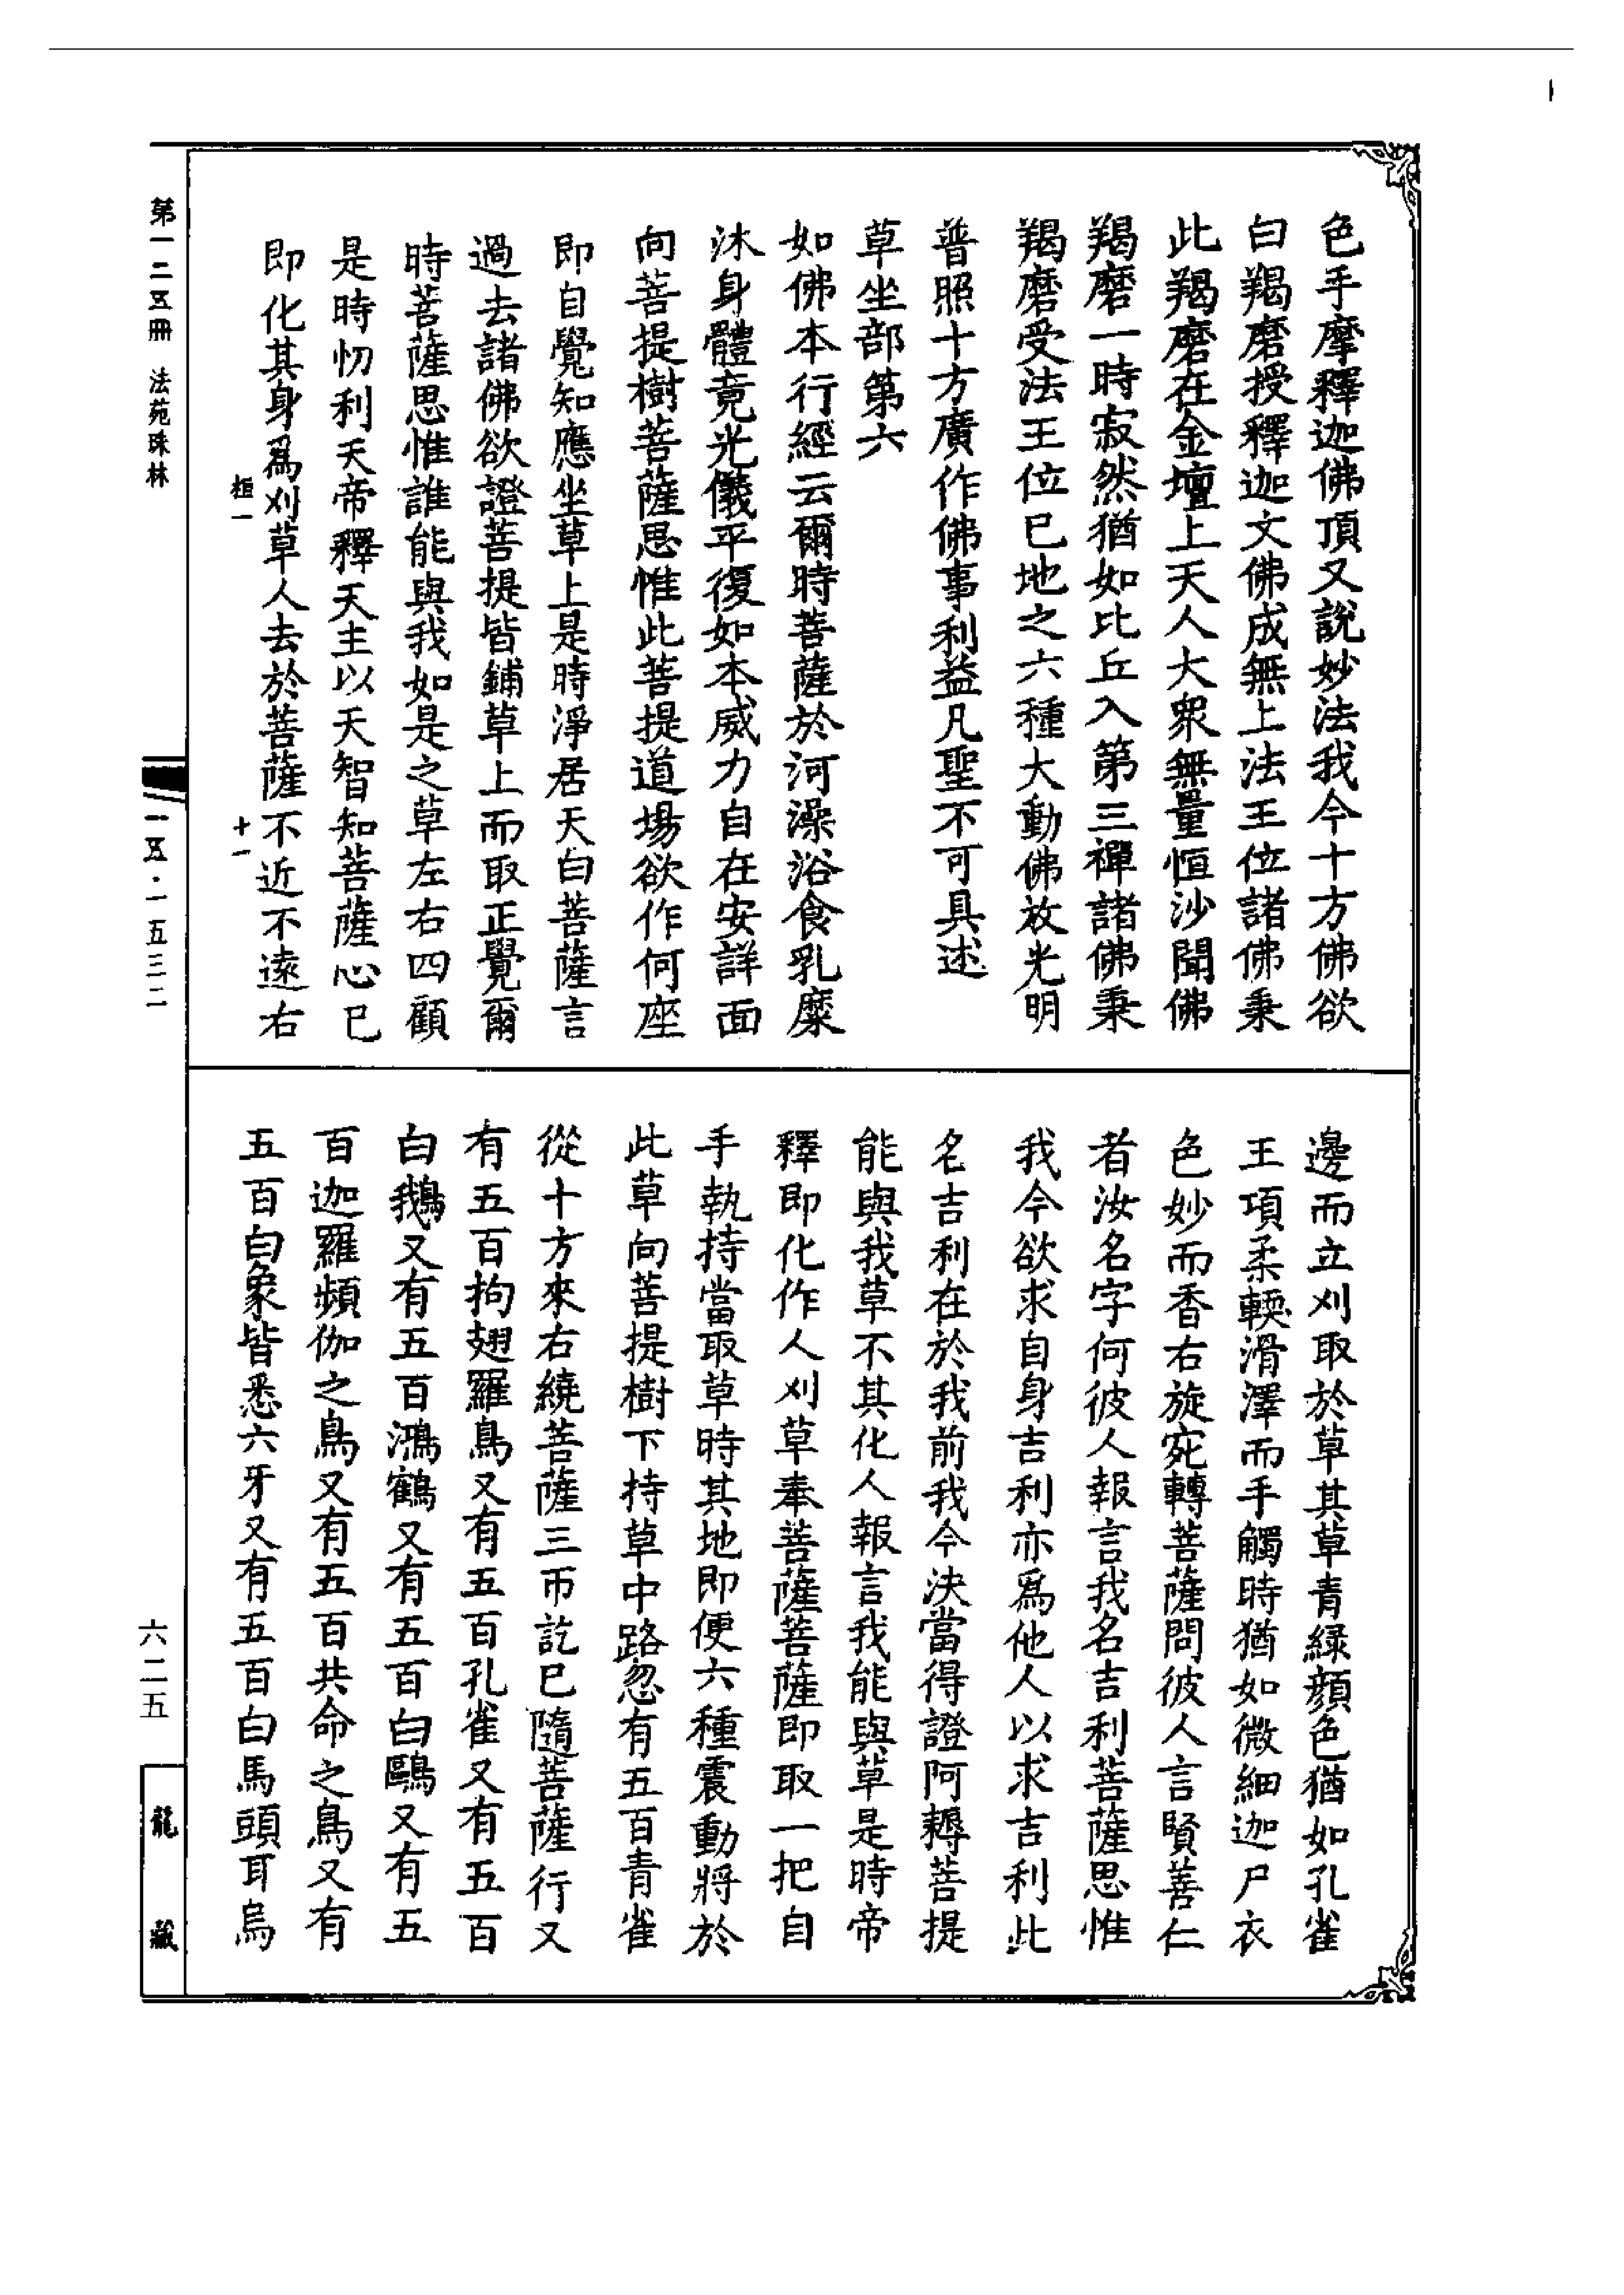 色手摩釋迦佛頂又說妙法我今十方佛欲
白羯磨授釋迦文佛成無上法王位諸佛秉
此羯磨在金壇上天人大衆無量恒沙聞佛
羯磨一時寂然猶如比丘入第三禪諸佛秉
羯磨受法王位已地之六種大動佛放光明
普照十方廣作佛事利益凡聖不可具述
草坐部第六
如佛本行經云爾時菩薩於河澡浴食乳糜
沐身體竟光儀平復如本威力自在安詳面
向菩提樹菩薩思惟此菩提道場欲作何座
即自覺知應坐草上是時淨居天白菩薩言
過去諸佛欲證菩提皆鋪草上而取正覺爾
時菩薩思惟誰能與我如是之草左右四顧
是時忉利天帝釋天主以天智知菩薩心已
即化其身爲刈草人去於菩薩不近不遠右
桓一 十一
邊而立刈取於草其草青緑顔色猶如孔雀
王項柔輭滑澤而手觸時猶如微細迦尸衣
色妙而香右旋宛轉菩薩問彼人言賢善仁
者汝名字何彼人報言我名吉利菩薩思惟
我今欲求自身吉利亦爲他人以求吉利此
名吉利在於我前我今決當得證阿耨菩提
能與我草不其化人報言我能與草是時帝
釋即化作人刈草奉菩薩菩薩即取一把自
手執持當取草時其地即便六種震動將於
此草向菩提樹下持草中路忽有五百青雀
從十方來右繞菩薩三帀訖已隨菩薩行又
有五百拘翅羅鳥又有五百孔雀又有五百
白鵝又有五百鴻鶴又有五百白鷗又有五
百迦羅頻伽之鳥又有五百共命之鳥又有
五百白象皆悉六牙又有五百白馬頭耳烏
第一二五冊 法苑珠林
一五·一五三二
六二五
龍藏